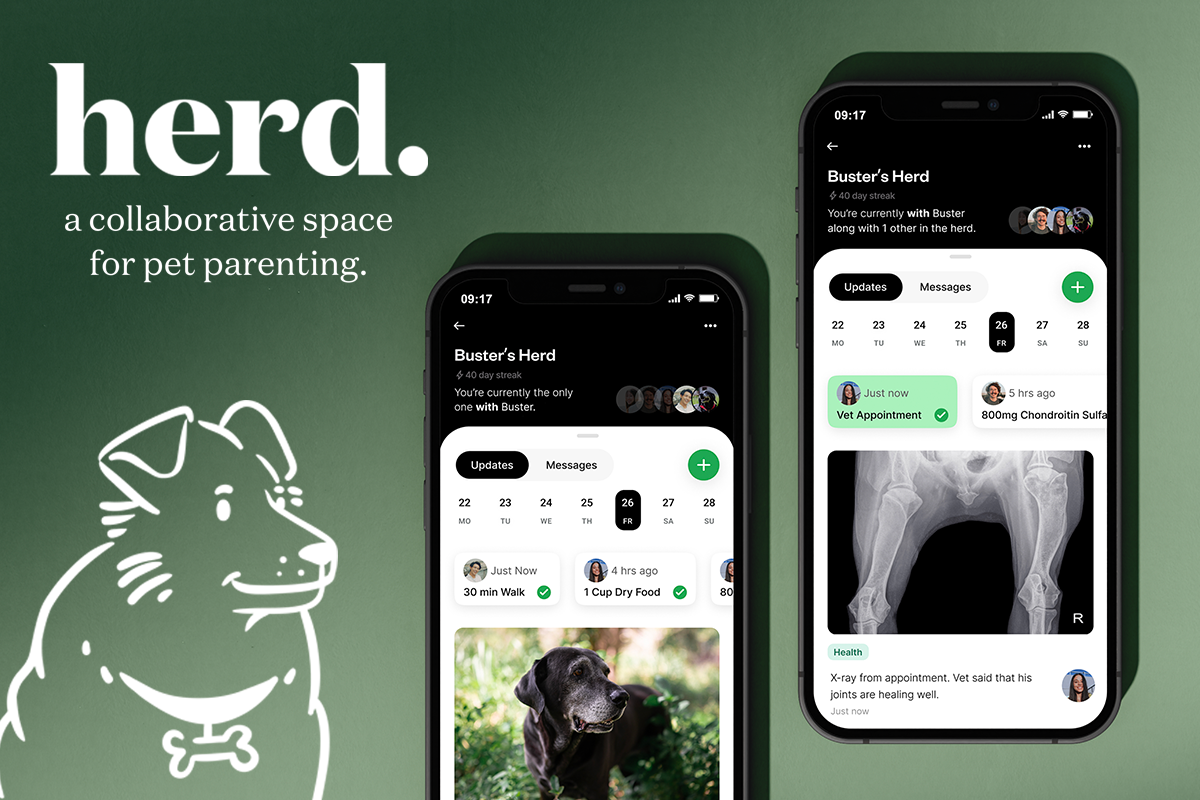 herd.
a collaborative space
for pet parenting.
09:17
Buster's Herd
40 day streak
You're currently the only
one with Buster.
Updates
Messages
22 23 24 25 26 27 28
MO TU WE TH FR SA SU
Just Now
30 min Walk
4 hrs ago
1 Cup Dry Food
80
09:17
Buster's Herd
40 day streak
You're currently with Buster
along with 1 other in the herd.
Updates
Messages
22 23 24 25 26 27 28
MO TU WE TH FR SA SU
Just now
Vet Appointment
5 hrs ago
800mg Chondroitin Sulfa
R
Health
X-ray from appointment. Vet said that his
joints are healing well.
Just now